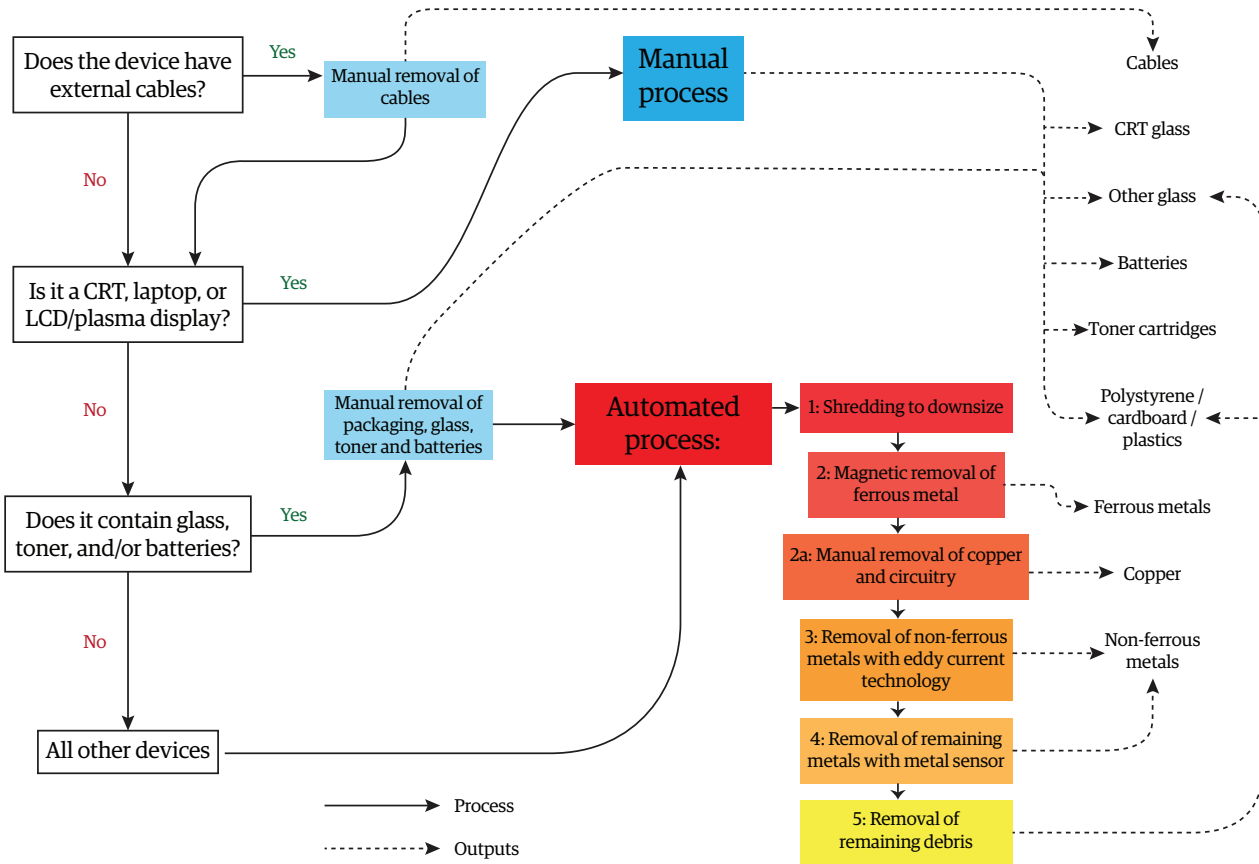 Does the device have
external cables?
Yes
Manual removal of
cables
Manual
process
Cables
CRT glass
No
Other glass
Is it a CRT, laptop, or
LCD/plasma display?
Yes
Batteries
Toner cartridges
No
Manual removal of
packaging, glass,
toner and batteries
Automated
process:
1: Shredding to downsize
Polystyrene /
cardboard /
plastics
2: Magnetic removal of
ferrous metal
Ferrous metals
Does it contain glass,
toner, and/or batteries?
Yes
2a: Manual removal of copper
and circuitry
Copper
No
3: Removal of non-ferrous
metals with eddy current
technology
Non-ferrous
metals
All other devices
4: Removal of remaining
metals with metal sensor
5: Removal of
remaining debris
Process
Outputs